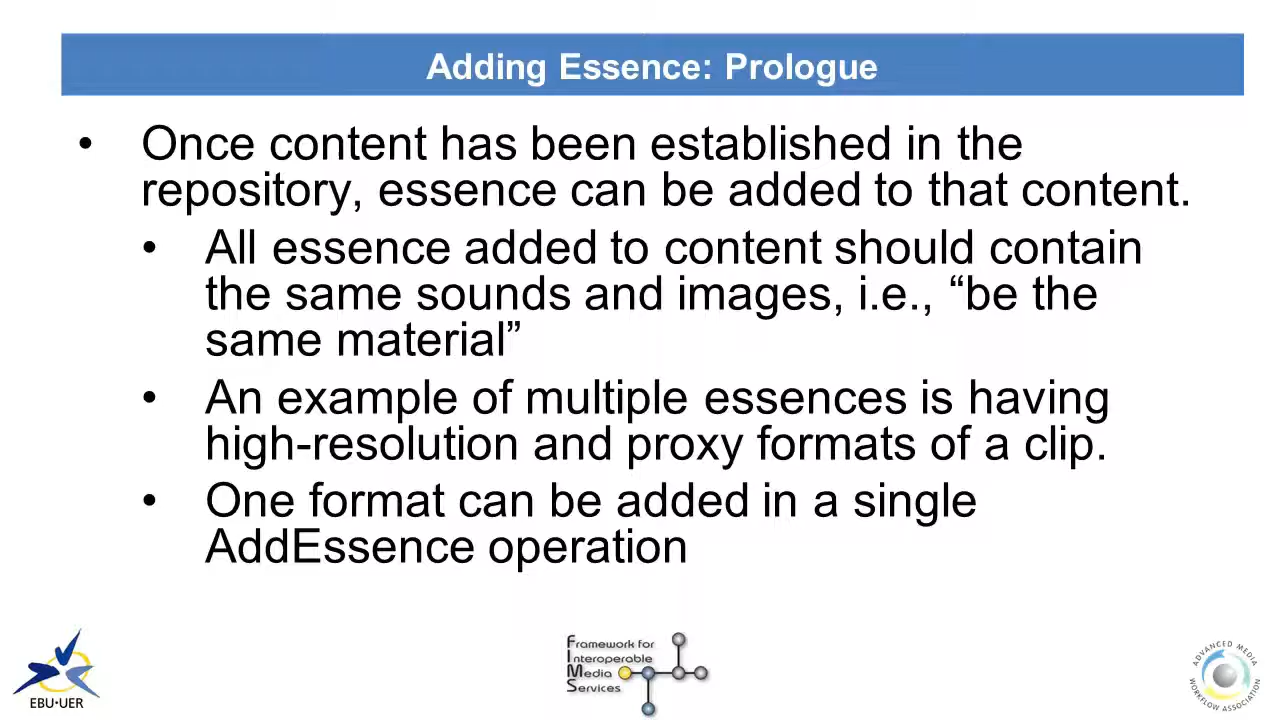 Adding Essence: Prologue
• Once content has been established in the
repository, essence can be added to that content.
• All essence added to content should contain
the same sounds and images, i.e., “be the
same material”
• An example of multiple essences is having
high-resolution and proxy formats of a clip.
• One format can be added in a single
AddEssence operation
EBU·UER
Framework for
Interoperable
Media
Services
ADVANCED MEDIA
WORKFLOW ASSOCIATION